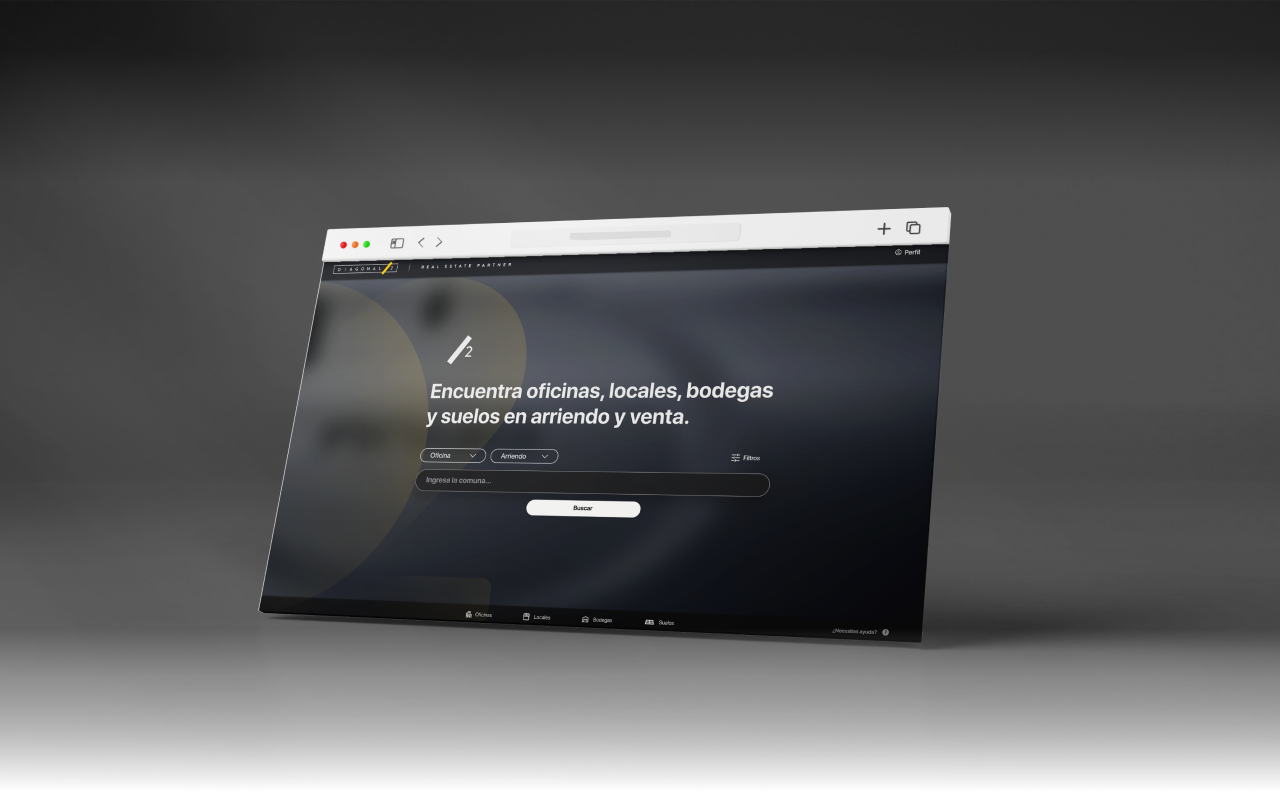 DIAGONAL/2 | REAL ESTATE PARTNER
Perfil
/2
Encuentra oficinas, locales, bodegas
y suelos en arriendo y venta.
Oficina Arriendo Filtros
Ingresa la comuna...
Buscar
Oficinas Locales Bodegas Suelos
¿Necesitas ayuda? ?